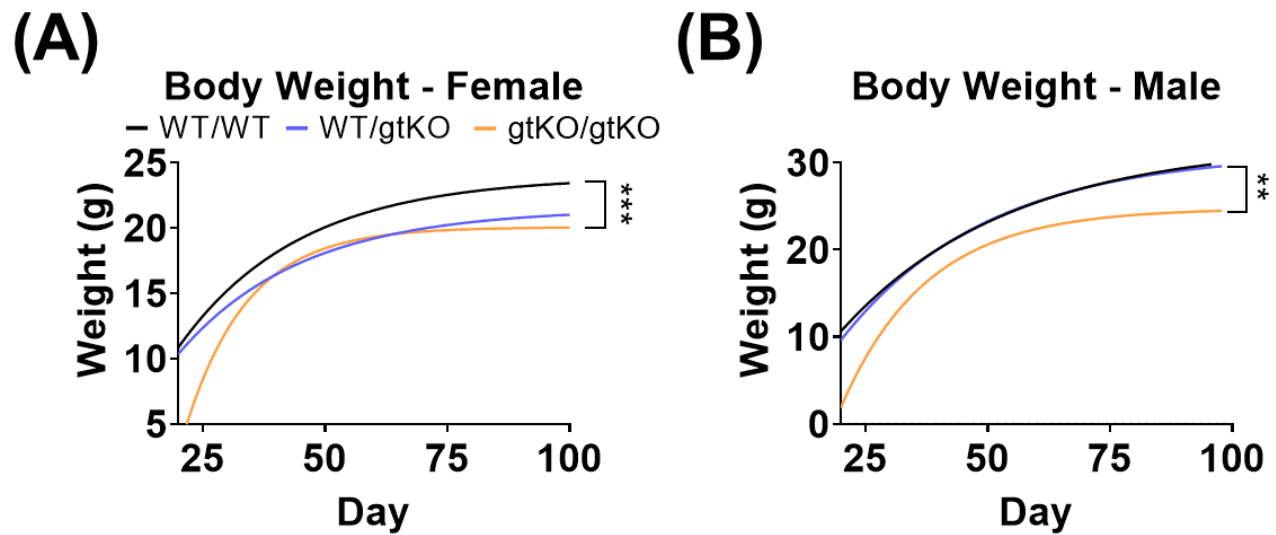 (A)
Body Weight - Female
WT/WT WT/gtKO gtKO/gtKO
Weight (g)
25
20
15
10
5
25 50 75 100
Day
***
(B)
Body Weight - Male
Weight (g)
30
20
10
0
25 50 75 100
Day
**